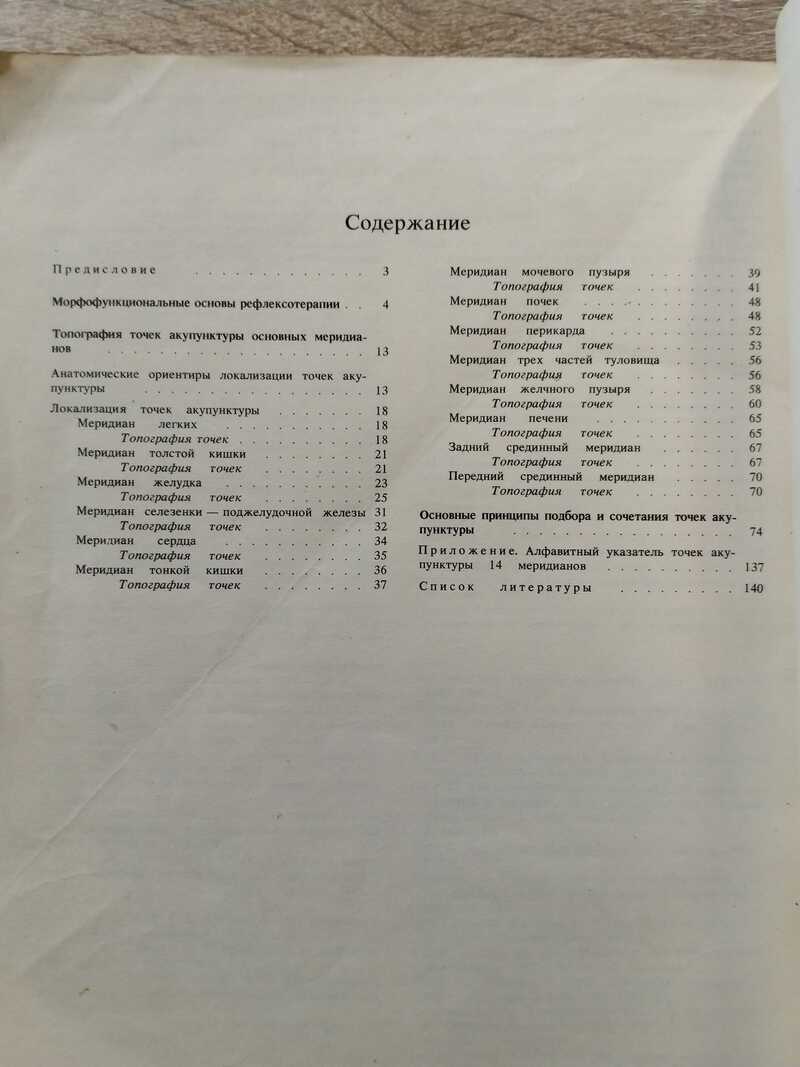 Содержание
Предисловие . . . . . . . . . . . . . 3
Морфофункциональные основы рефлексотерапии . . 4
Топография точек акупунктуры основных меридиа-
нов . . . . . . . . . . . . . . . . . . . . 13
Анатомические ориентиры локализации точек аку-
пунктуры . . . . . . . . . . . . . . . . . 13
Локализация точек акупунктуры . . . . . . . 18
Меридиан легких . . . . . . . . . . . 18
Топография точек . . . . . . . . . . 18
Меридиан толстой кишки . . . . . . . . 21
Топография точек . . . . . . . . 21
Меридиан желудка . . . . . . . . . . . 23
Топография точек . . . . . . . . 25
Меридиан селезенки — поджелудочной железы 31
Топография точек . . . . . . . . 32
Меридиан сердца . . . . . . . . . . . 34
Топография точек . . . . . . . . 35
Меридиан тонкой кишки . . . . . . . . 36
Топография точек . . . . . . . . 37
Меридиан мочевого пузыря . . . . . . . 39
Топография точек . . . . . . . . 41
Меридиан почек . . . . . . . . . . . 48
Топография точек . . . . . . . . 48
Меридиан перикарда . . . . . . . . . . 52
Топография точек . . . . . . . . 53
Меридиан трех частей туловища . . . . . 56
Топография точек . . . . . . . . 56
Меридиан желчного пузыря . . . . . . . 58
Топография точек . . . . . . . . 60
Меридиан печени . . . . . . . . . . . 65
Топография точек . . . . . . . . 65
Задний срединный меридиан . . . . . . 67
Топография точек . . . . . . . . 67
Передний срединный меридиан . . . . . 70
Топография точек . . . . . . . . 70
Основные принципы подбора и сочетания точек аку-
пунктуры . . . . . . . . . . . . . . . . . 74
Приложение. Алфавитный указатель точек аку-
пунктуры 14 меридианов . . . . . . . . . . 137
Список литературы . . . . . . . . . 140